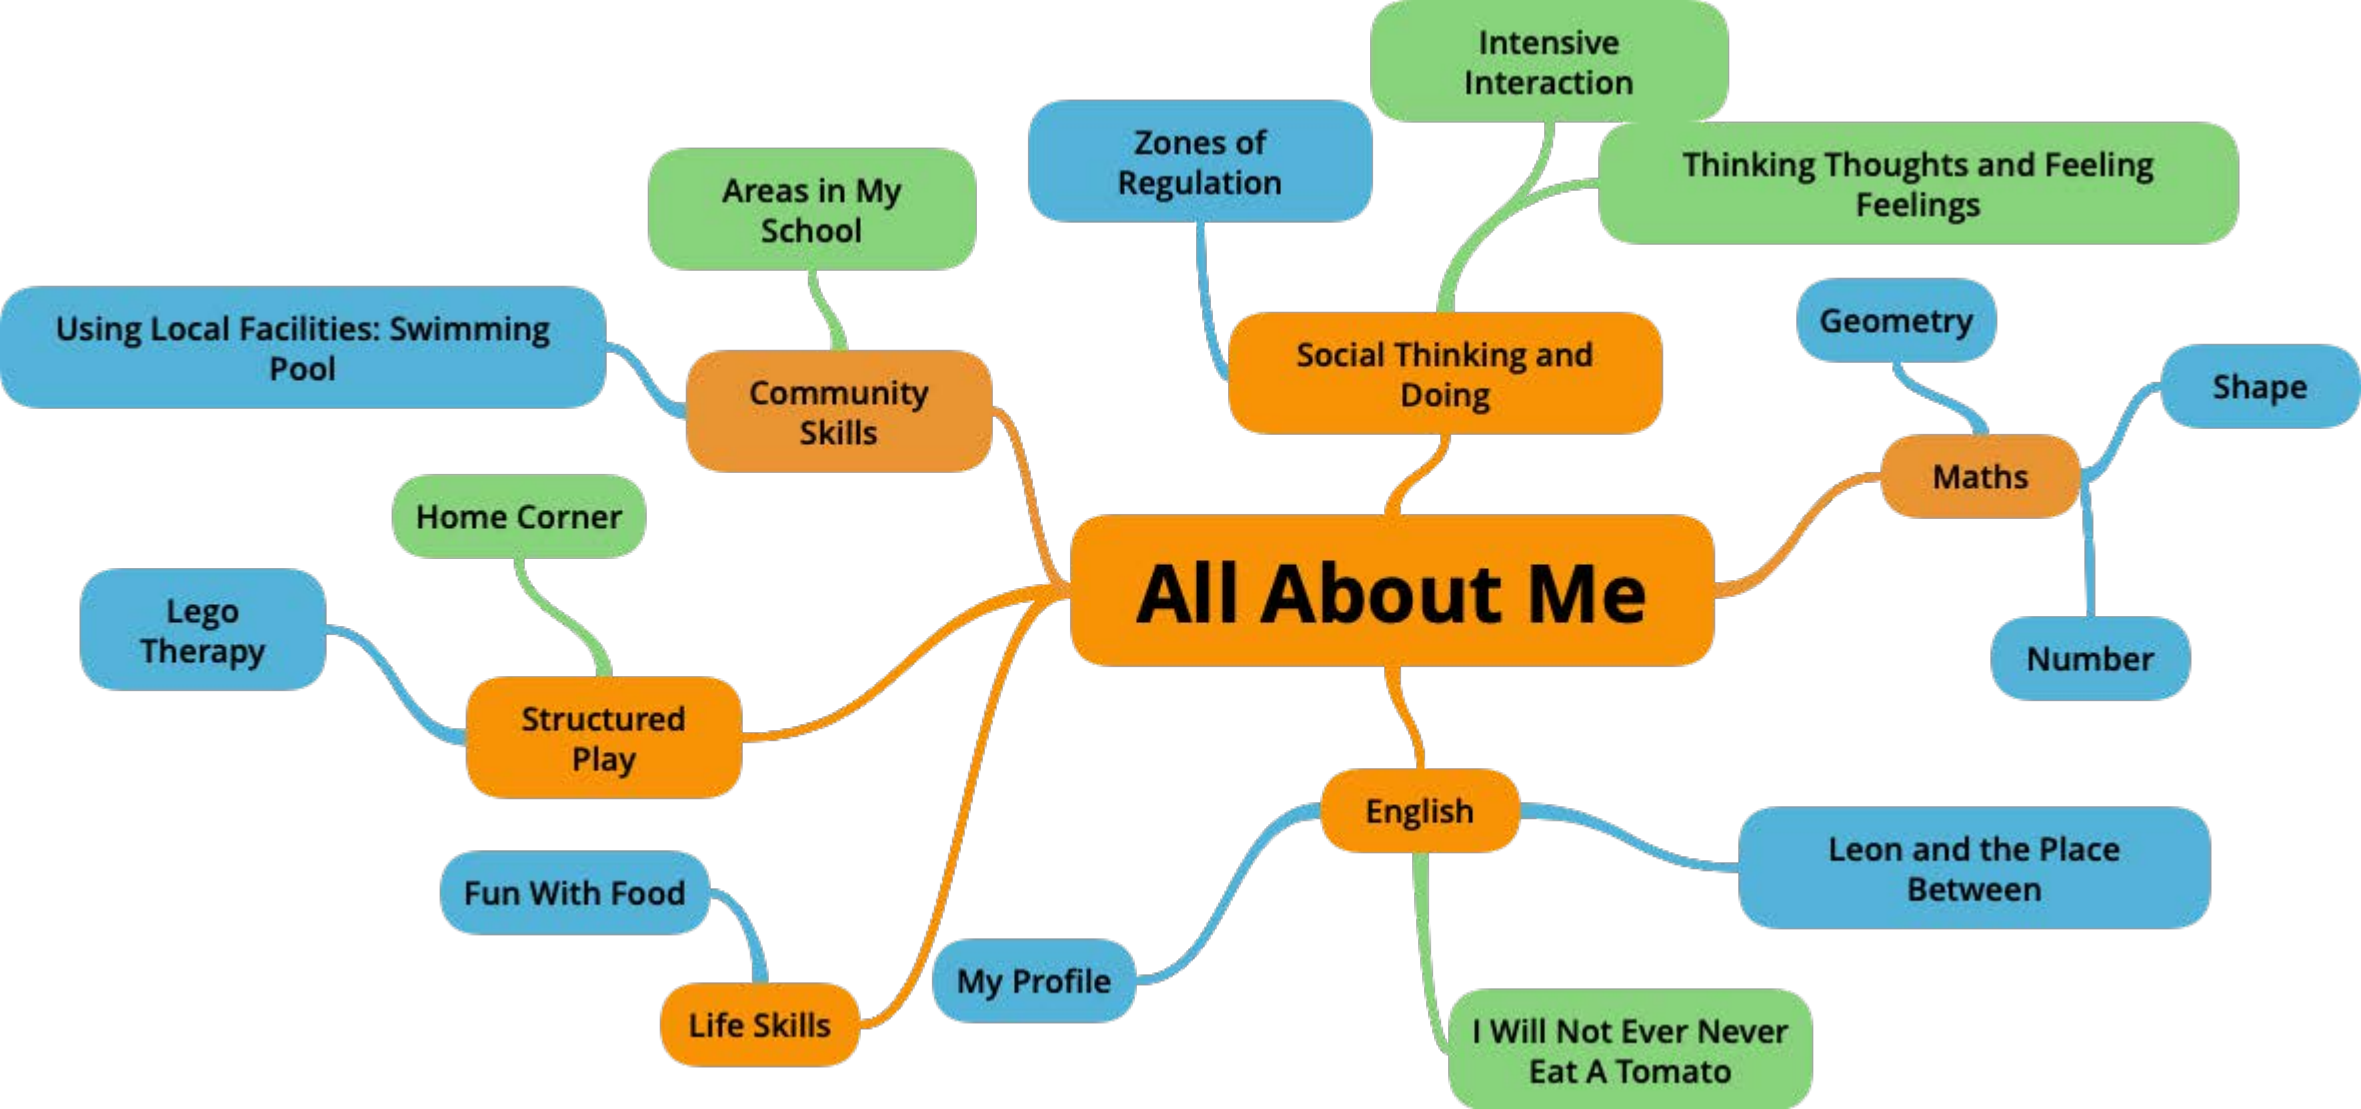 Intensive
Interaction
Zones of
Regulation
Thinking Thoughts and Feeling
Feelings
Areas in My
School
Using Local Facilities: Swimming
Pool
Community
Skills
Social Thinking and
Doing
Geometry
Shape
Maths
Number
Home Corner
Lego
Therapy
Structured
Play
All About Me
English
Leon and the Place
Between
Fun With Food
Life Skills
My Profile
I Will Not Ever Never
Eat A Tomato